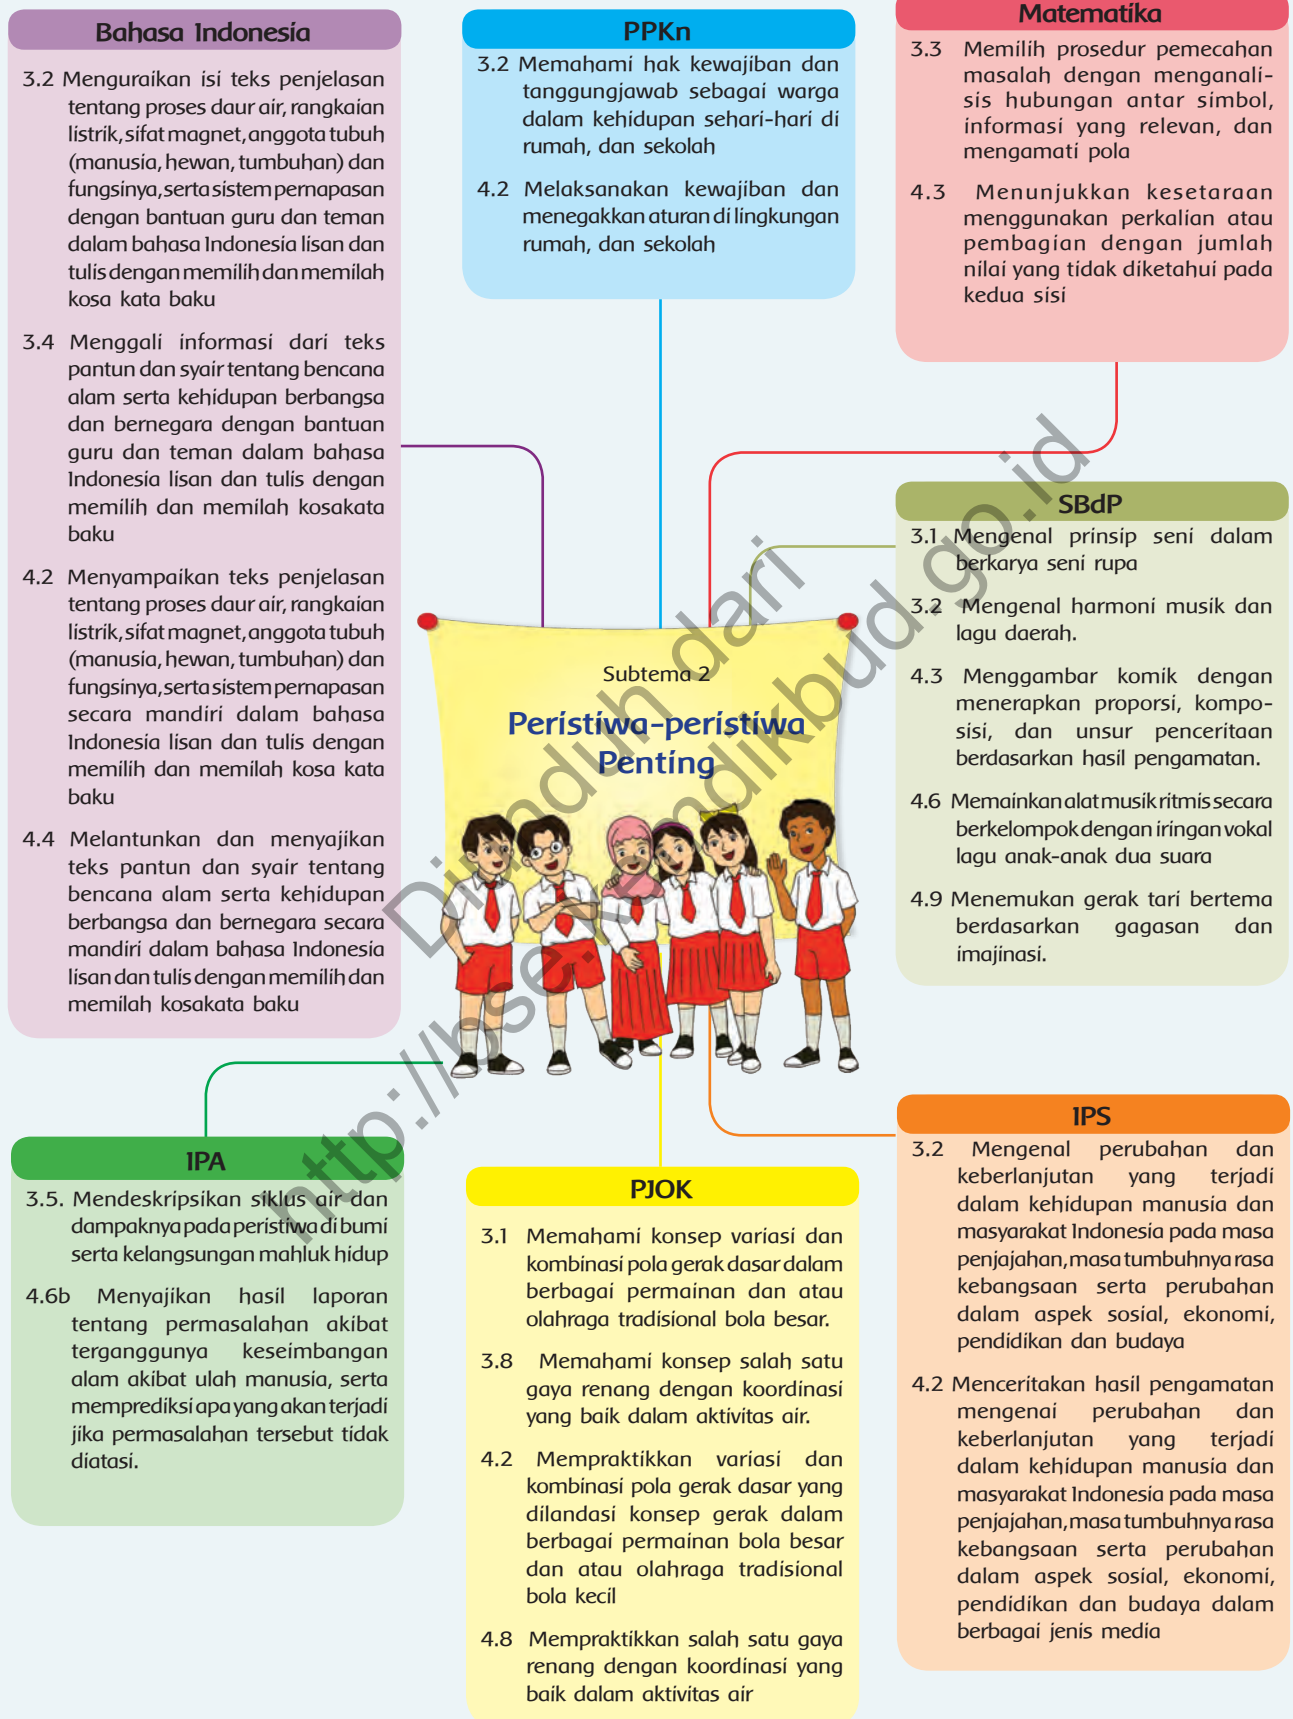 Bahasa Indonesia
3.2 Menguraikan isi teks penjelasan
tentang proses daur air, rangkaian
listrik, sifat magnet, anggota tubuh
(manusia, hewan, tumbuhan) dan
fungsinya, serta sistem pernapasan
dengan bantuan guru dan teman
dalam bahasa Indonesia lisan dan
tulis dengan memilih dan memilah
kosa kata baku
3.4 Menggali informasi dari teks
pantun dan syair tentang bencana
alam serta kehidupan berbangsa
dan bernegara dengan bantuan
guru dan teman dalam bahasa
Indonesia lisan dan tulis dengan
memilih dan memilah kosakata
baku
4.2 Menyampaikan teks penjelasan
tentang proses daur air, rangkaian
listrik, sifat magnet, anggota tubuh
(manusia, hewan, tumbuhan) dan
fungsinya, serta sistem pernapasan
secara mandiri dalam bahasa
Indonesia lisan dan tulis dengan
memilih dan memilah kosa kata
baku
4.4 Melantunkan dan menyajikan
teks pantun dan syair tentang
bencana alam serta kehidupan
berbangsa dan bernegara secara
mandiri dalam bahasa Indonesia
lisan dan tulis dengan memilih dan
memilah kosakata baku
PPKn
3.2 Memahami hak kewajiban dan
tanggungjawab sebagai warga
dalam kehidupan sehari-hari di
rumah, dan sekolah
4.2 Melaksanakan kewajiban dan
menegakkan aturan di lingkungan
rumah, dan sekolah
Matematika
3.3 Memilih prosedur pemecahan
masalah dengan menganali-
sis hubungan antar simbol,
informasi yang relevan, dan
mengamati pola
4.3 Menunjukkan kesetaraan
menggunakan perkalian atau
pembagian dengan jumlah
nilai yang tidak diketahui pada
kedua sisi
SBdP
3.1 Mengenal prinsip seni dalam
berkarya seni rupa
3.2 Mengenal harmoni musik dan
lagu daerah.
4.3 Menggambar komik dengan
menerapkan proporsi, kompo-
sisi, dan unsur penceritaan
berdasarkan hasil pengamatan.
4.6 Memainkan alat musik ritmis secara
berkelompok dengan iringan vokal
lagu anak-anak dua suara
4.9 Menemukan gerak tari bertema
berdasarkan gagasan dan
imajinasi.
Subtema 2
Peristiwa-peristiwa
Penting
IPA
3.5. Mendeskripsikan siklus air dan
dampaknya pada peristiwa di bumi
serta kelangsungan mahluk hidup
4.6b Menyajikan hasil laporan
tentang permasalahan akibat
terganggunya keseimbangan
alam akibat ulah manusia, serta
memprediksi apa yang akan terjadi
jika permasalahan tersebut tidak
diatasi.
PJOK
3.1 Memahami konsep variasi dan
kombinasi pola gerak dasar dalam
berbagai permainan dan atau
olahraga tradisional bola besar.
3.8 Memahami konsep salah satu
gaya renang dengan koordinasi
yang baik dalam aktivitas air.
4.2 Mempraktikkan variasi dan
kombinasi pola gerak dasar yang
dilandasi konsep gerak dalam
berbagai permainan bola besar
dan atau olahraga tradisional
bola kecil
4.8 Mempraktikkan salah satu gaya
renang dengan koordinasi yang
baik dalam aktivitas air
IPS
3.2 Mengenal perubahan dan
keberlanjutan yang terjadi
dalam kehidupan manusia dan
masyarakat Indonesia pada masa
penjajahan, masa tumbuhnya rasa
kebangsaan serta perubahan
dalam aspek sosial, ekonomi,
pendidikan dan budaya
4.2 Menceritakan hasil pengamatan
mengenai perubahan dan
keberlanjutan yang terjadi
dalam kehidupan manusia dan
masyarakat Indonesia pada masa
penjajahan, masa tumbuhnya rasa
kebangsaan serta perubahan
dalam aspek sosial, ekonomi,
pendidikan dan budaya dalam
berbagai jenis media
Diunduh dari
http://bse.kemdikbud.go.id